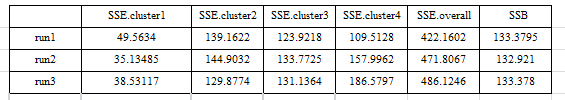 SSE.cluster1 SSE.cluster2 SSE.cluster3 SSE.cluster4 SSE.overall SSB
run1 49.5634 139.1622 123.9218 109.5128 422.1602 133.3795
run2 35.13485 144.9032 133.7725 157.9962 471.8067 132.921
run3 38.53117 129.8774 131.1364 186.5797 486.1246 133.378